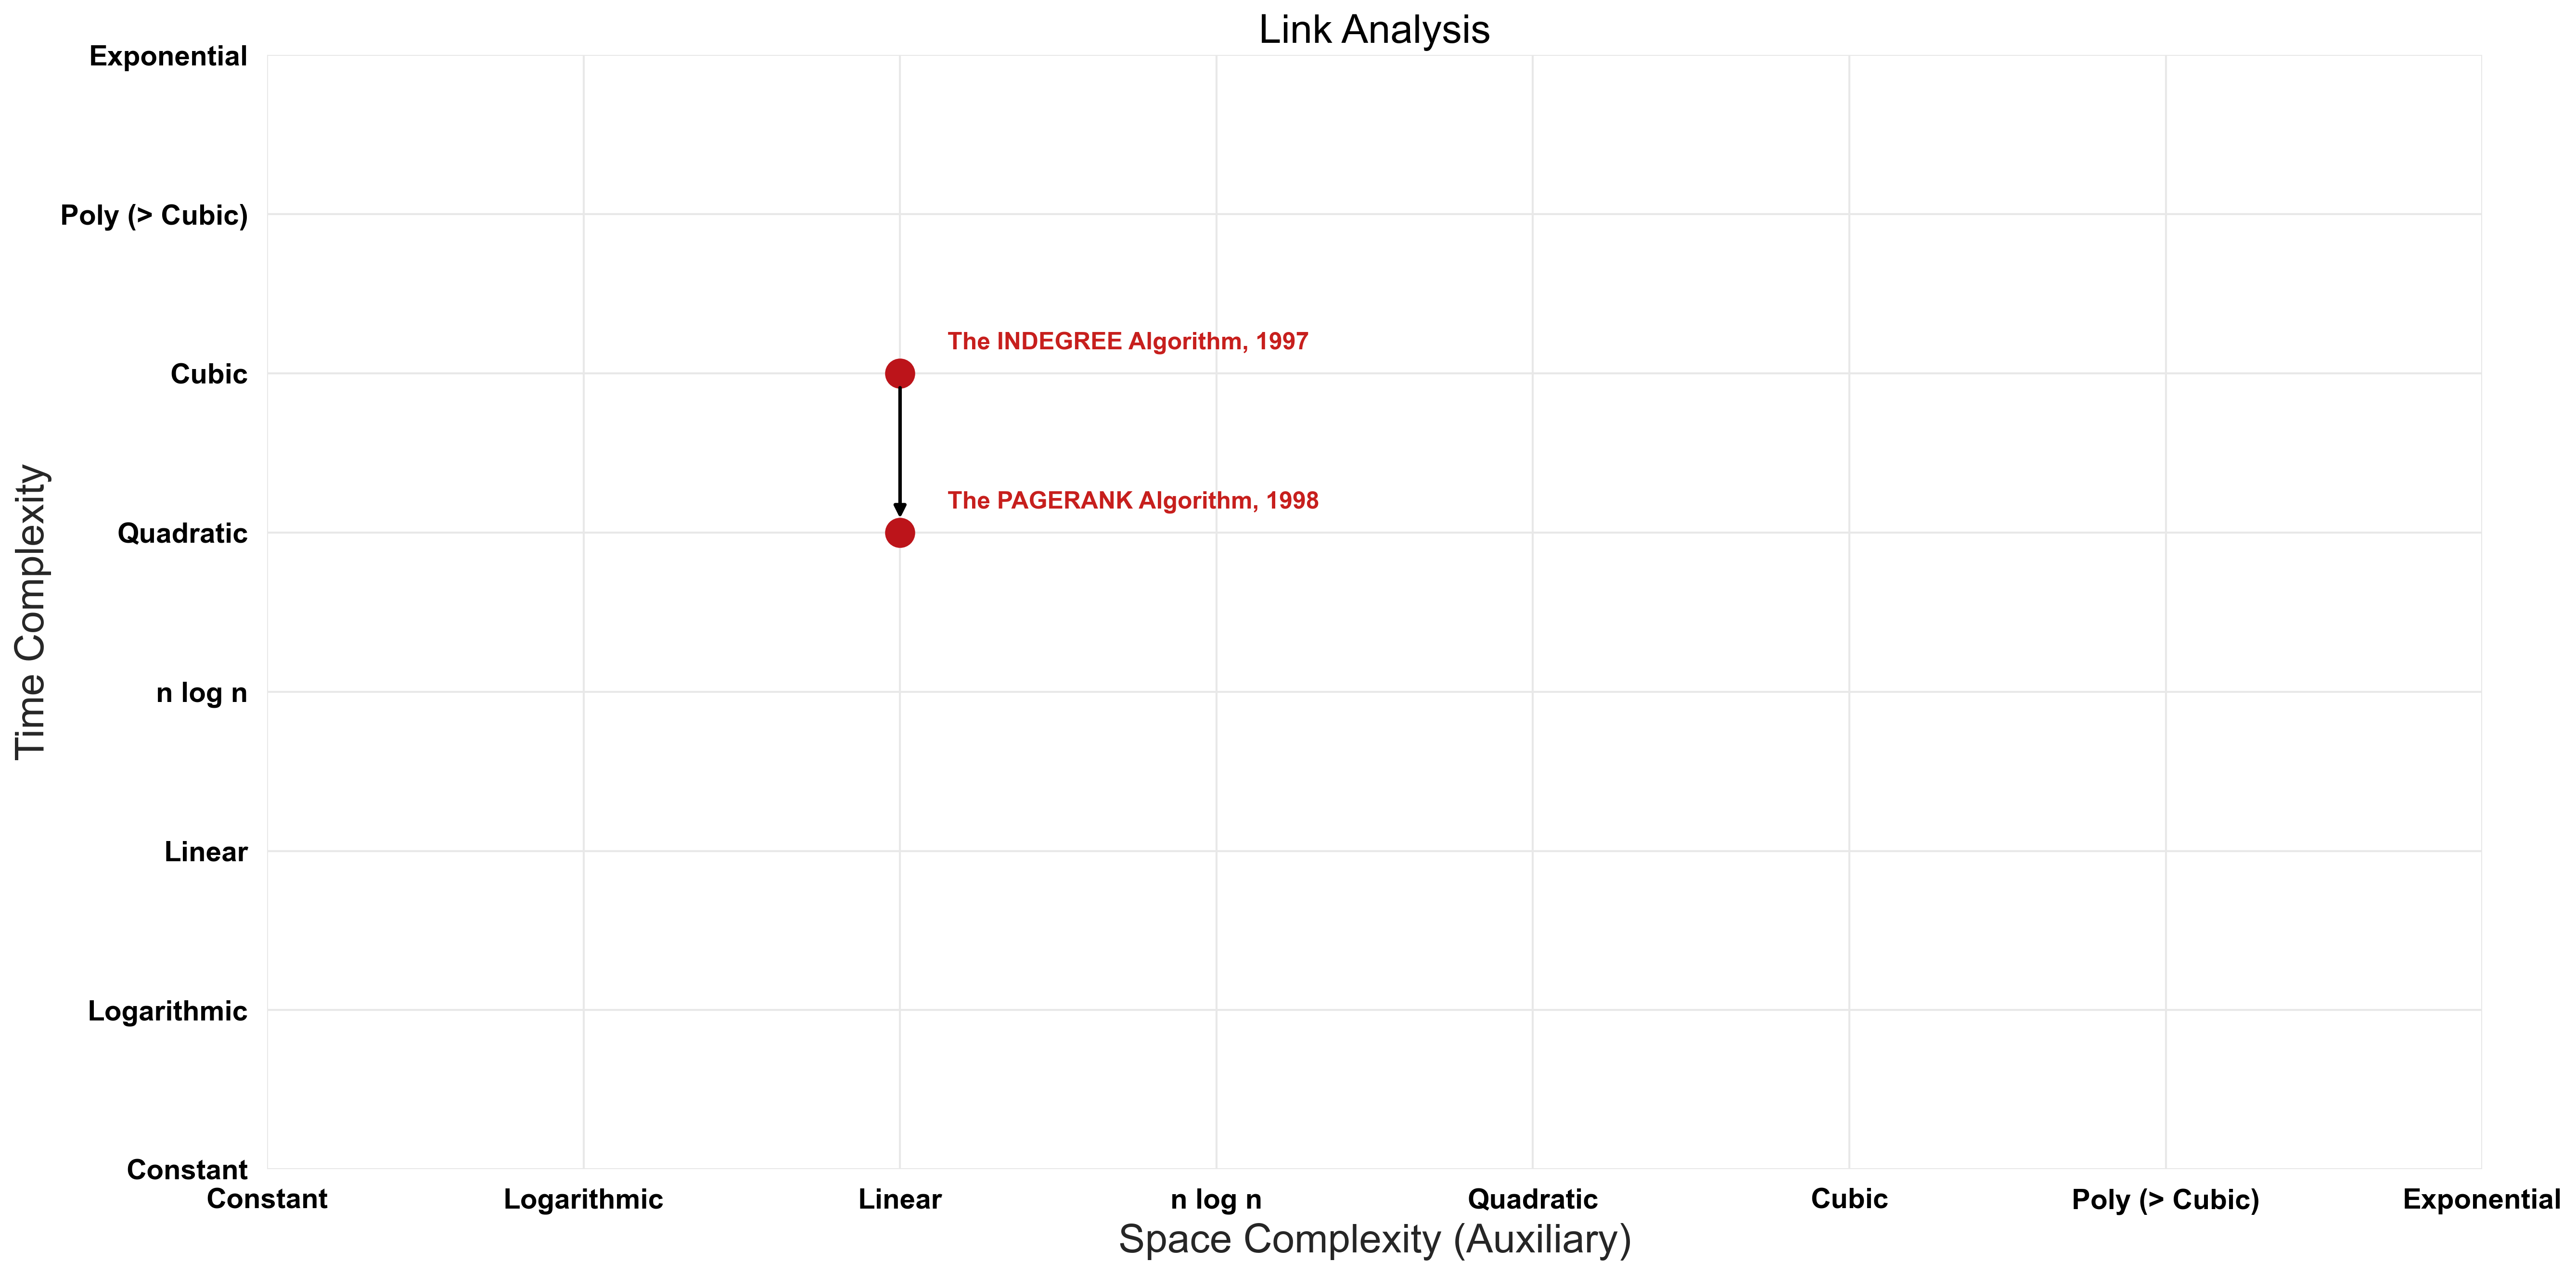 Link Analysis
Exponential
Poly (> Cubic)
The INDEGREE Algorithm, 1997
Cubic
The PAGERANK Algorithm, 1998
Quadratic
Time Complexity
n log n
Linear
Logarithmic
Constant
Constant Logarithmic Linear n log n Quadratic Cubic Poly (> Cubic) Exponential
Space Complexity (Auxiliary)